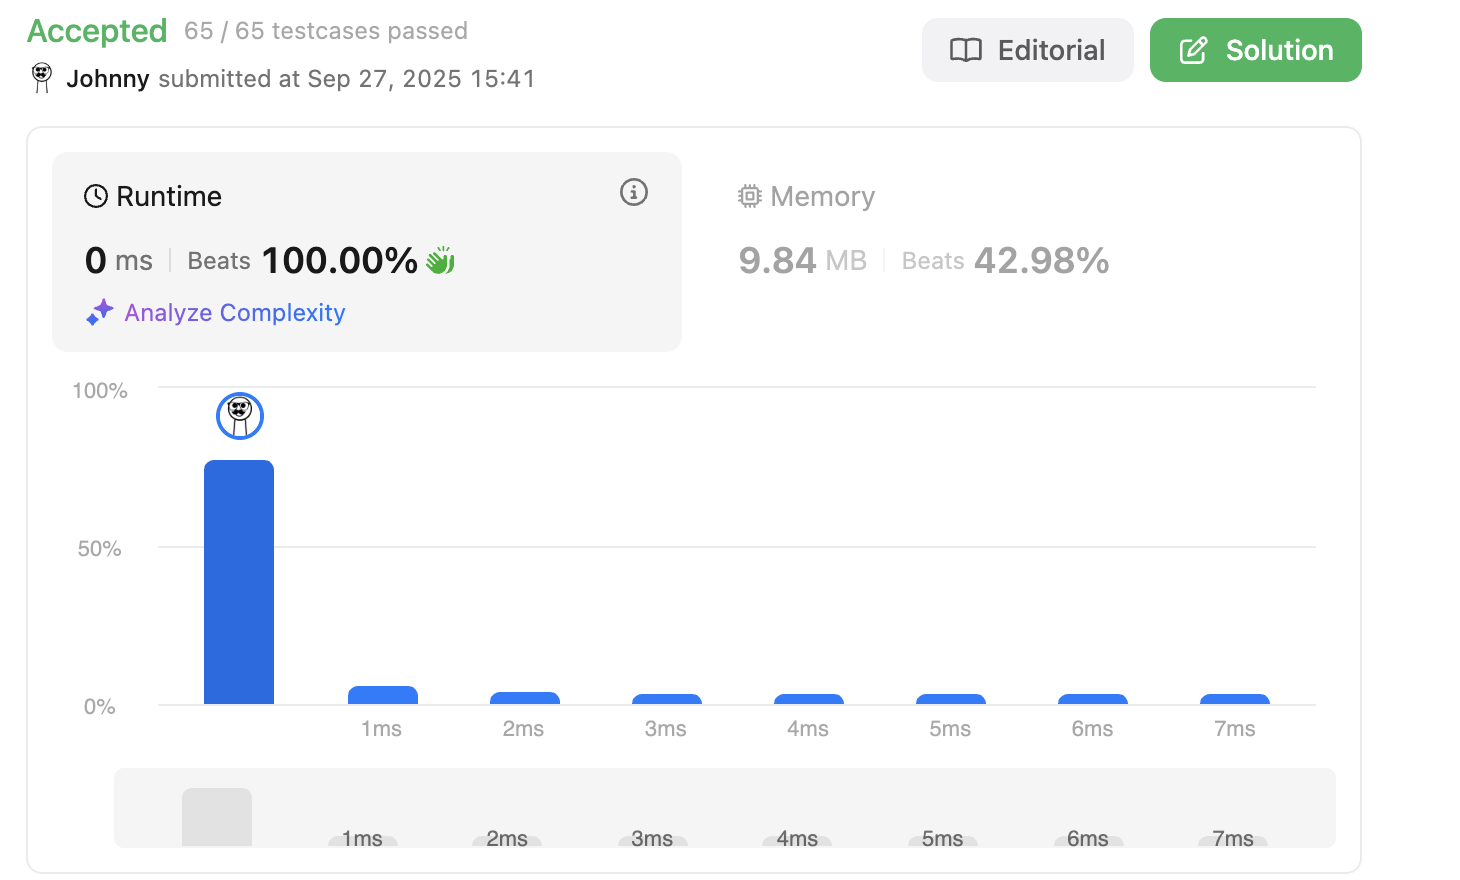 Accepted 65 / 65 testcases passed
Johnny submitted at Sep 27, 2025 15:41
Editorial
Solution
Runtime
0 ms Beats 100.00%
Analyze Complexity
Memory
9.84 MB Beats 42.98%
100%
50%
0%
1ms 2ms 3ms 4ms 5ms 6ms 7ms
1ms 2ms 3ms 4ms 5ms 6ms 7ms